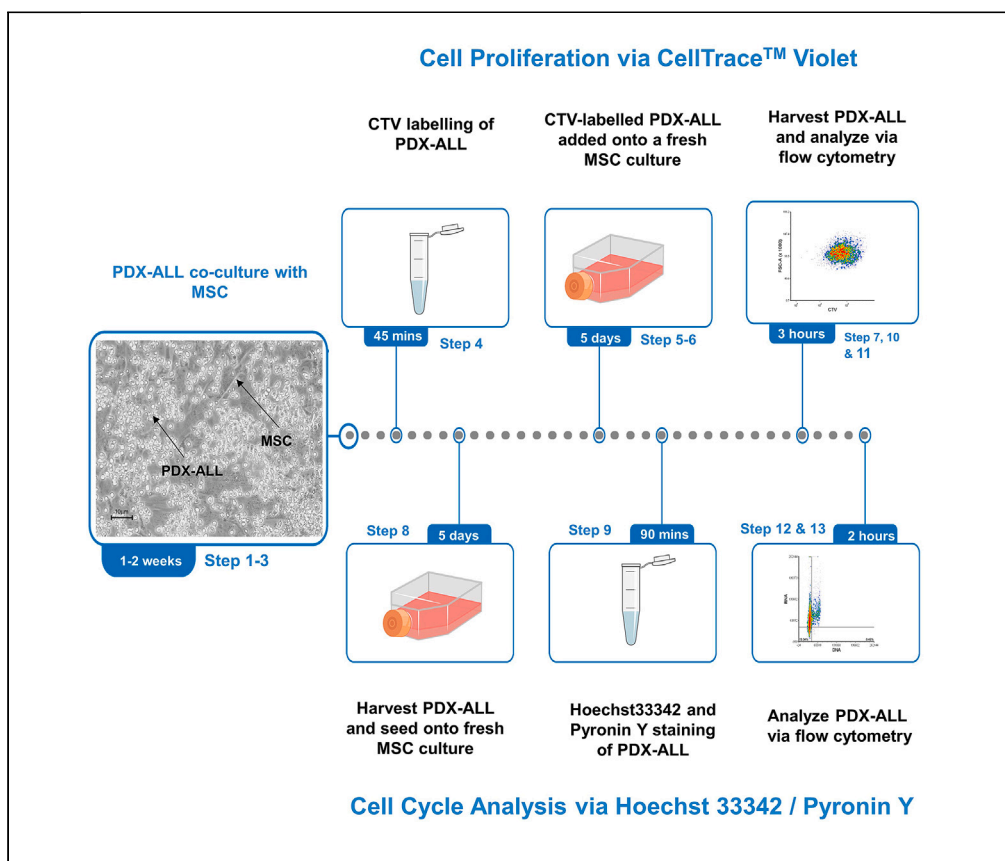 Cell Proliferation via CellTrace™ Violet
CTV labelling of
PDX-ALL
CTV-labelled PDX-ALL
added onto a fresh
MSC culture
Harvest PDX-ALL
and analyze via
flow cytometry
FSC-A (x 1000)
CTV
45 mins
Step 4
5 days
Step 5-6
3 hours
Step 7, 10
& 11
PDX-ALL co-culture with
MSC
MSC
PDX-ALL
1-2 weeks
Step 1-3
Step 8
5 days
Step 9
90 mins
Step 12 & 13
2 hours
RNA
DNA
Harvest PDX-ALL
and seed onto fresh
MSC culture
Hoechst33342 and
Pyronin Y staining
of PDX-ALL
Analyze PDX-ALL
via flow cytometry
Cell Cycle Analysis via Hoechst 33342 / Pyronin Y